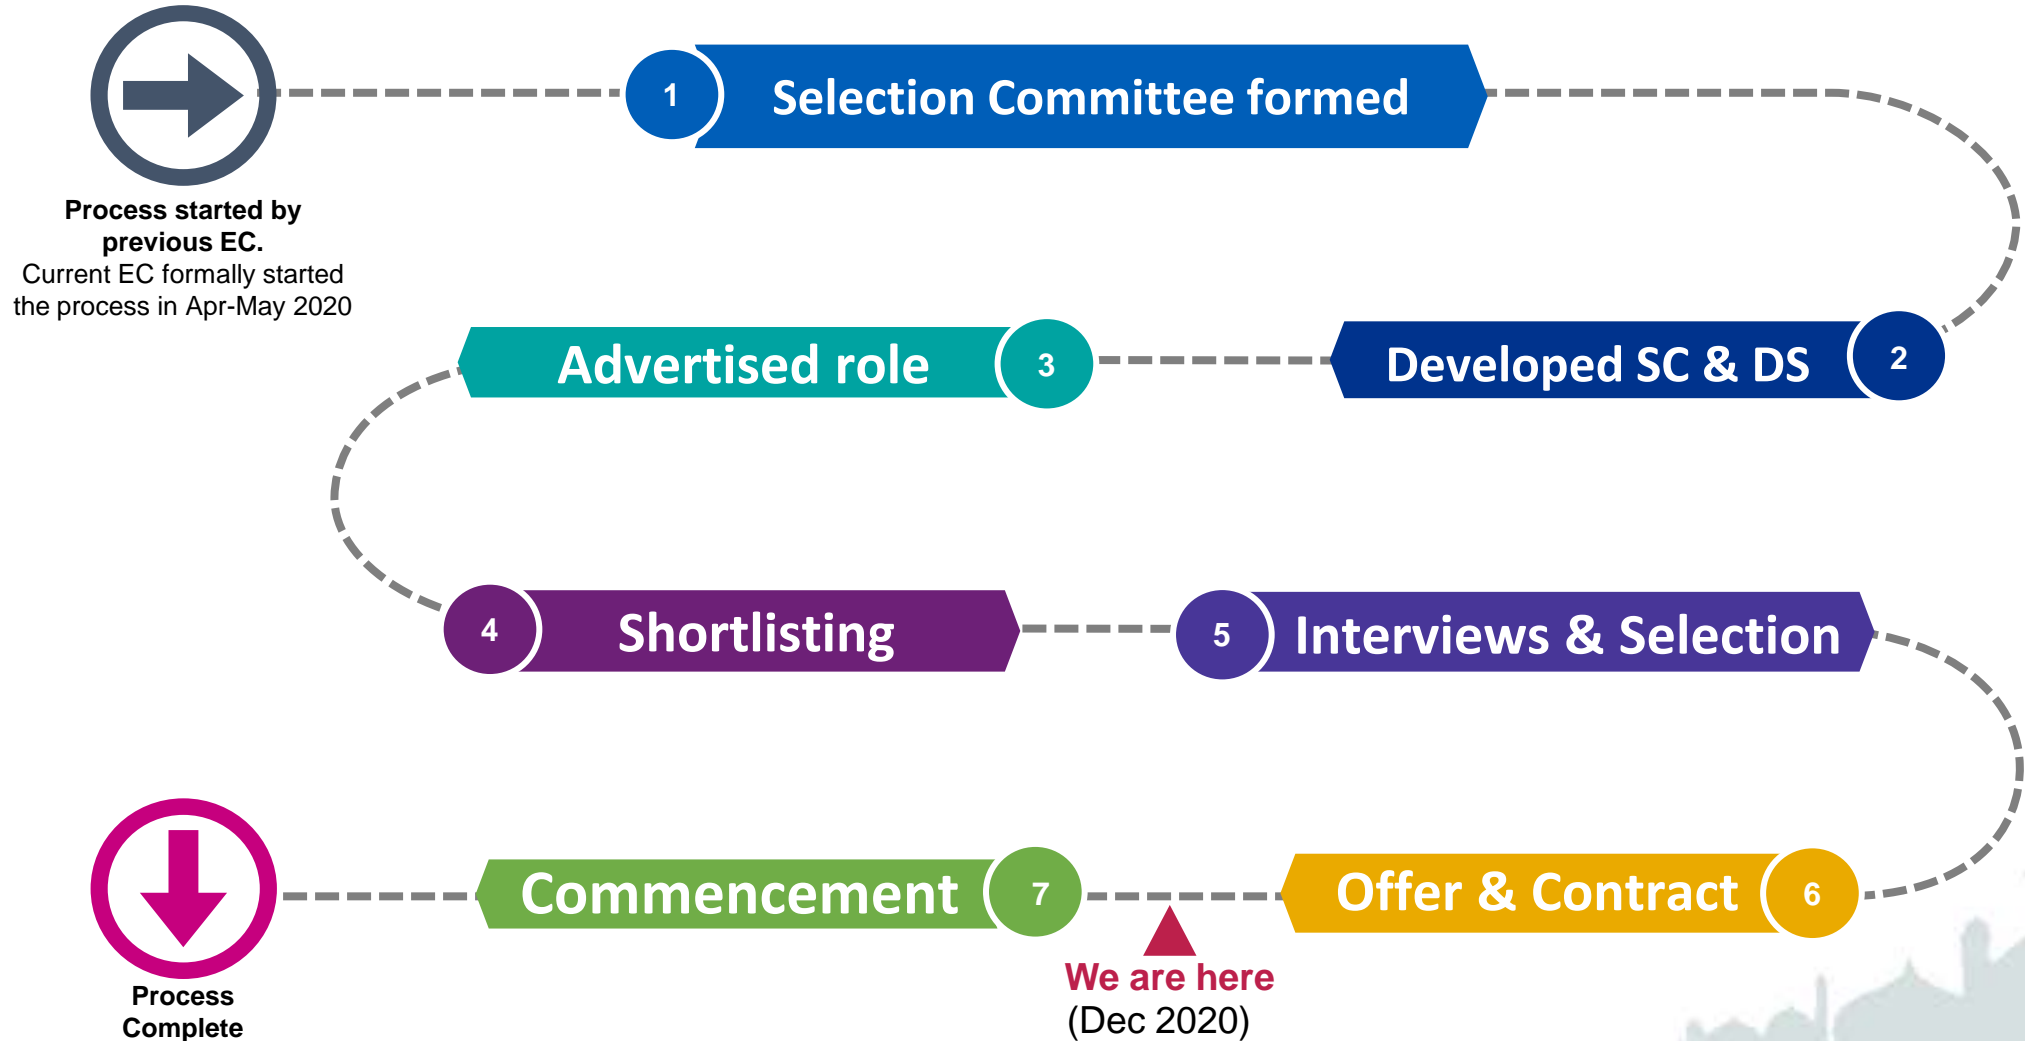 Process started by
previous EC.
Current EC formally started
the process in Apr-May 2020
1 Selection Committee formed
Developed SC & DS 2
Advertised role 3
4 Shortlisting
5 Interviews & Selection
Offer & Contract 6
We are here
(Dec 2020)
Commencement 7
Process
Complete